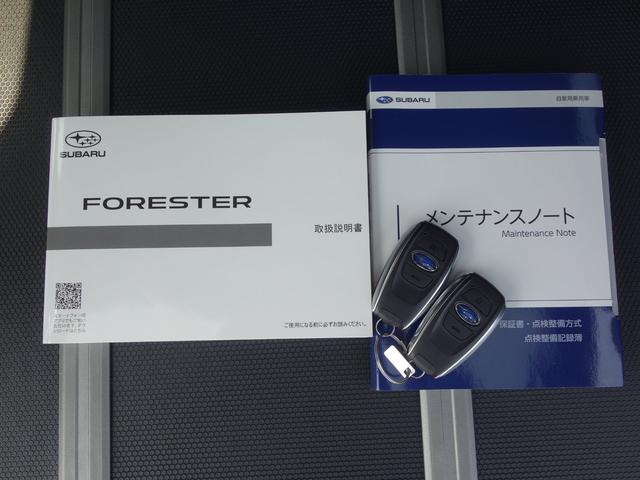 SUBARU
FORESTER
取扱説明書
ご使用になる前に必ずお読みください。
SUBARU
自家用乗用車
メンテナンスノート
Maintenance Note
保証書・点検整備方式
点検整備記録簿